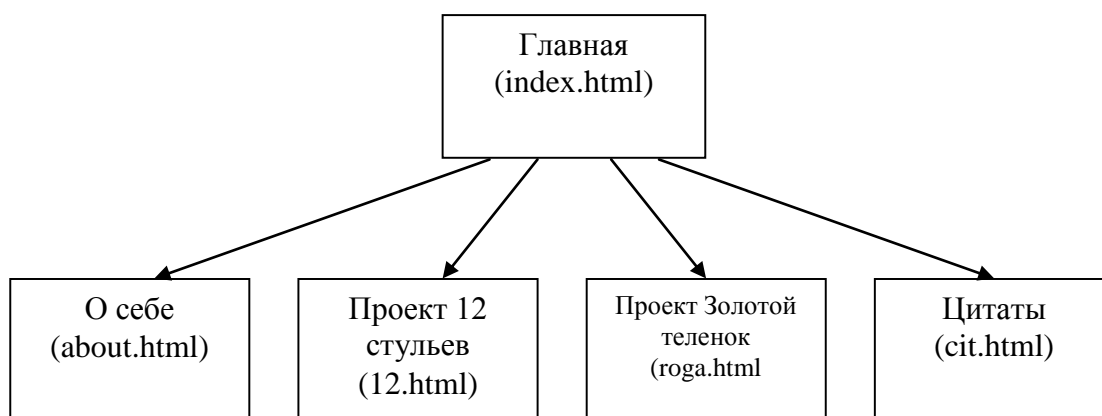 Главная
(index.html)
О себе
(about.html)
Проект 12
стульев
(12.html)
Проект Золотой
теленок
(roga.html
Цитаты
(cit.html)